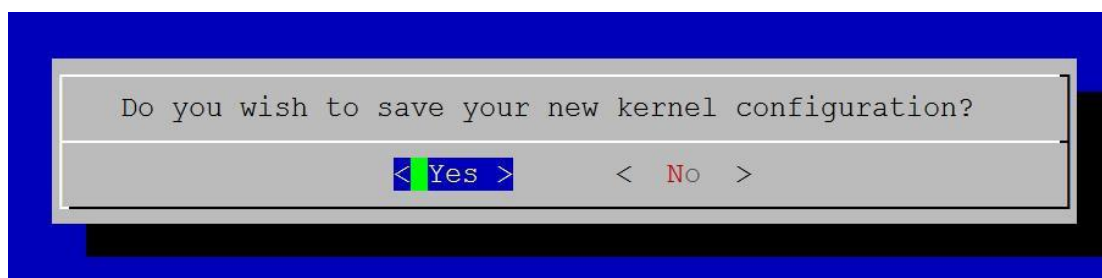 Do you wish to save your new kernel configuration?
< Yes > < No >